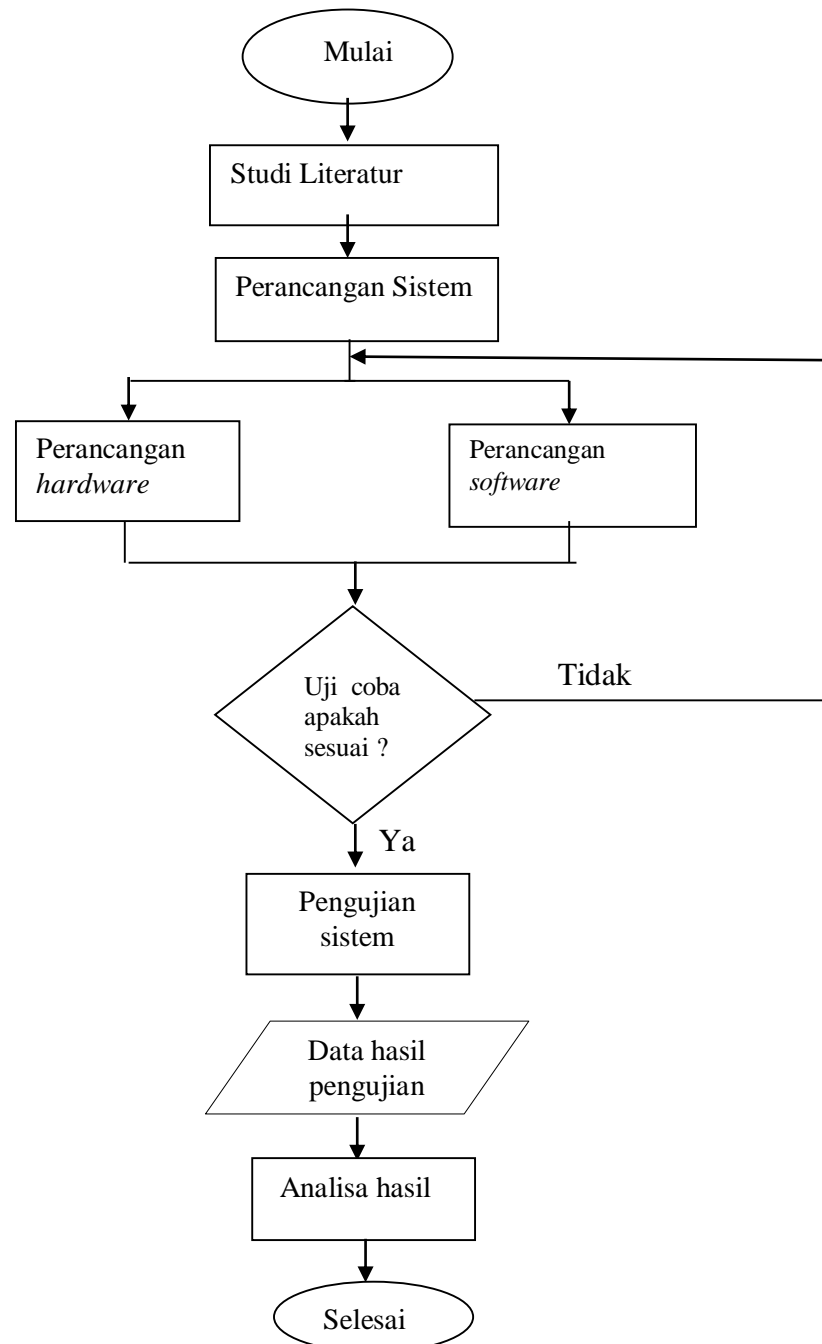 Mulai
Studi Literatur
Perancangan Sistem
Perancangan
hardware
Perancangan
software
Uji coba
apakah
sesuai ?
Tidak
Ya
Pengujian
sistem
Data hasil
pengujian
Analisa hasil
Selesai